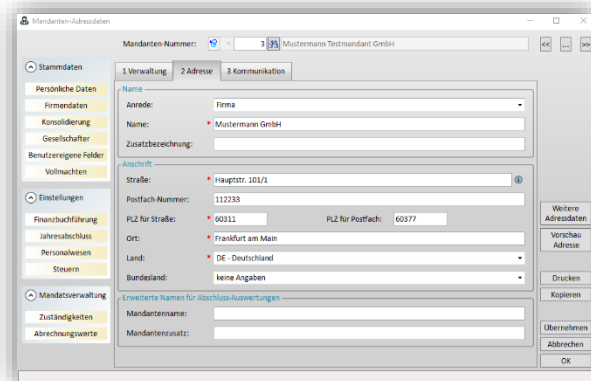 Mandanten-Adressdaten
Mandanten-Nummer: 3 Mustermann Testmandant GmbH << ... >>
Stammdaten
Persönliche Daten
Firmendaten
Konsolidierung
Gesellschafter
Benutzereigene Felder
Vollmachten
Einstellungen
Finanzbuchführung
Jahresabschluss
Personalwesen
Steuern
Mandatsverwaltung
Zuständigkeiten
Abrechnungswerte
1 Verwaltung 2 Adresse 3 Kommunikation
Name
Anrede: Firma
Name: * Mustermann GmbH
Zusatzbezeichnung:
Anschrift
Straße: * Hauptstr. 101/1
Postfach-Nummer: 112233
PLZ für Straße: * 60311 PLZ für Postfach: 60377
Ort: * Frankfurt am Main
Land: * DE - Deutschland
Bundesland: keine Angaben
Erweiterte Namen für Abschluss-Auswertungen
Mandantenname:
Mandantenzusatz:
Weitere
Adressdaten
Vorschau
Adresse
Drucken
Kopieren
Übernehmen
Abbrechen
OK